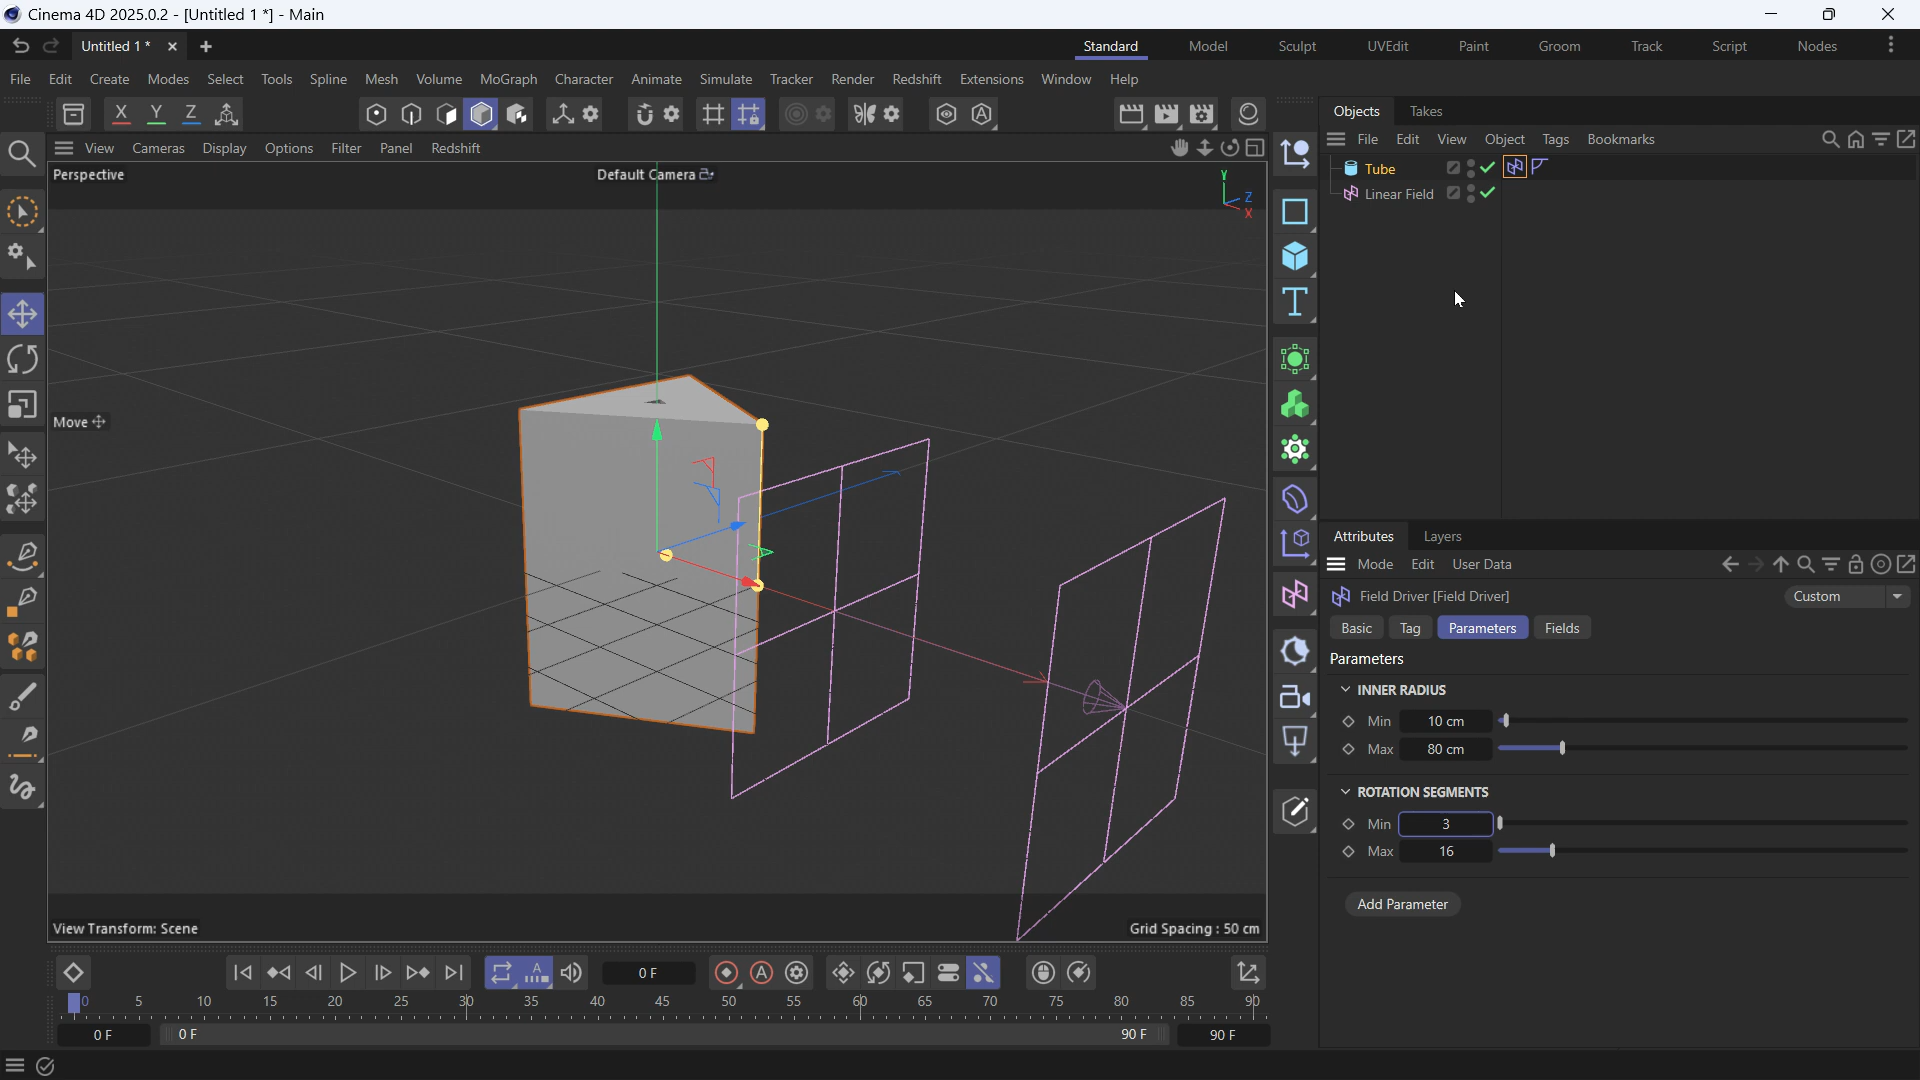 Cinema 4D 2025.0.2 - [Untitled 1 *] - Main
Untitled 1 *
Standard Model Sculpt UVEdit Paint Groom Track Script Nodes
File Edit Create Modes Select Tools Spline Mesh Volume MoGraph Character Animate Simulate Tracker Render Redshift Extensions Window Help
X Y Z
Objects Takes
File Edit View Object Tags Bookmarks
View Cameras Display Options Filter Panel Redshift
Perspective
Default Camera
Y
Z
X
Tube
Linear Field
Move
Attributes Layers
Mode Edit User Data
Field Driver [Field Driver]
Custom
Basic Tag Parameters Fields
Parameters
INNER RADIUS
Min 10 cm
Max 80 cm
ROTATION SEGMENTS
Min 3
Max 16
Add Parameter
View Transform: Scene
Grid Spacing : 50 cm
0 F
0 5 10 15 20 25 30 35 40 45 50 55 60 65 70 75 80 85 90
0 F
0 F
90 F
90 F